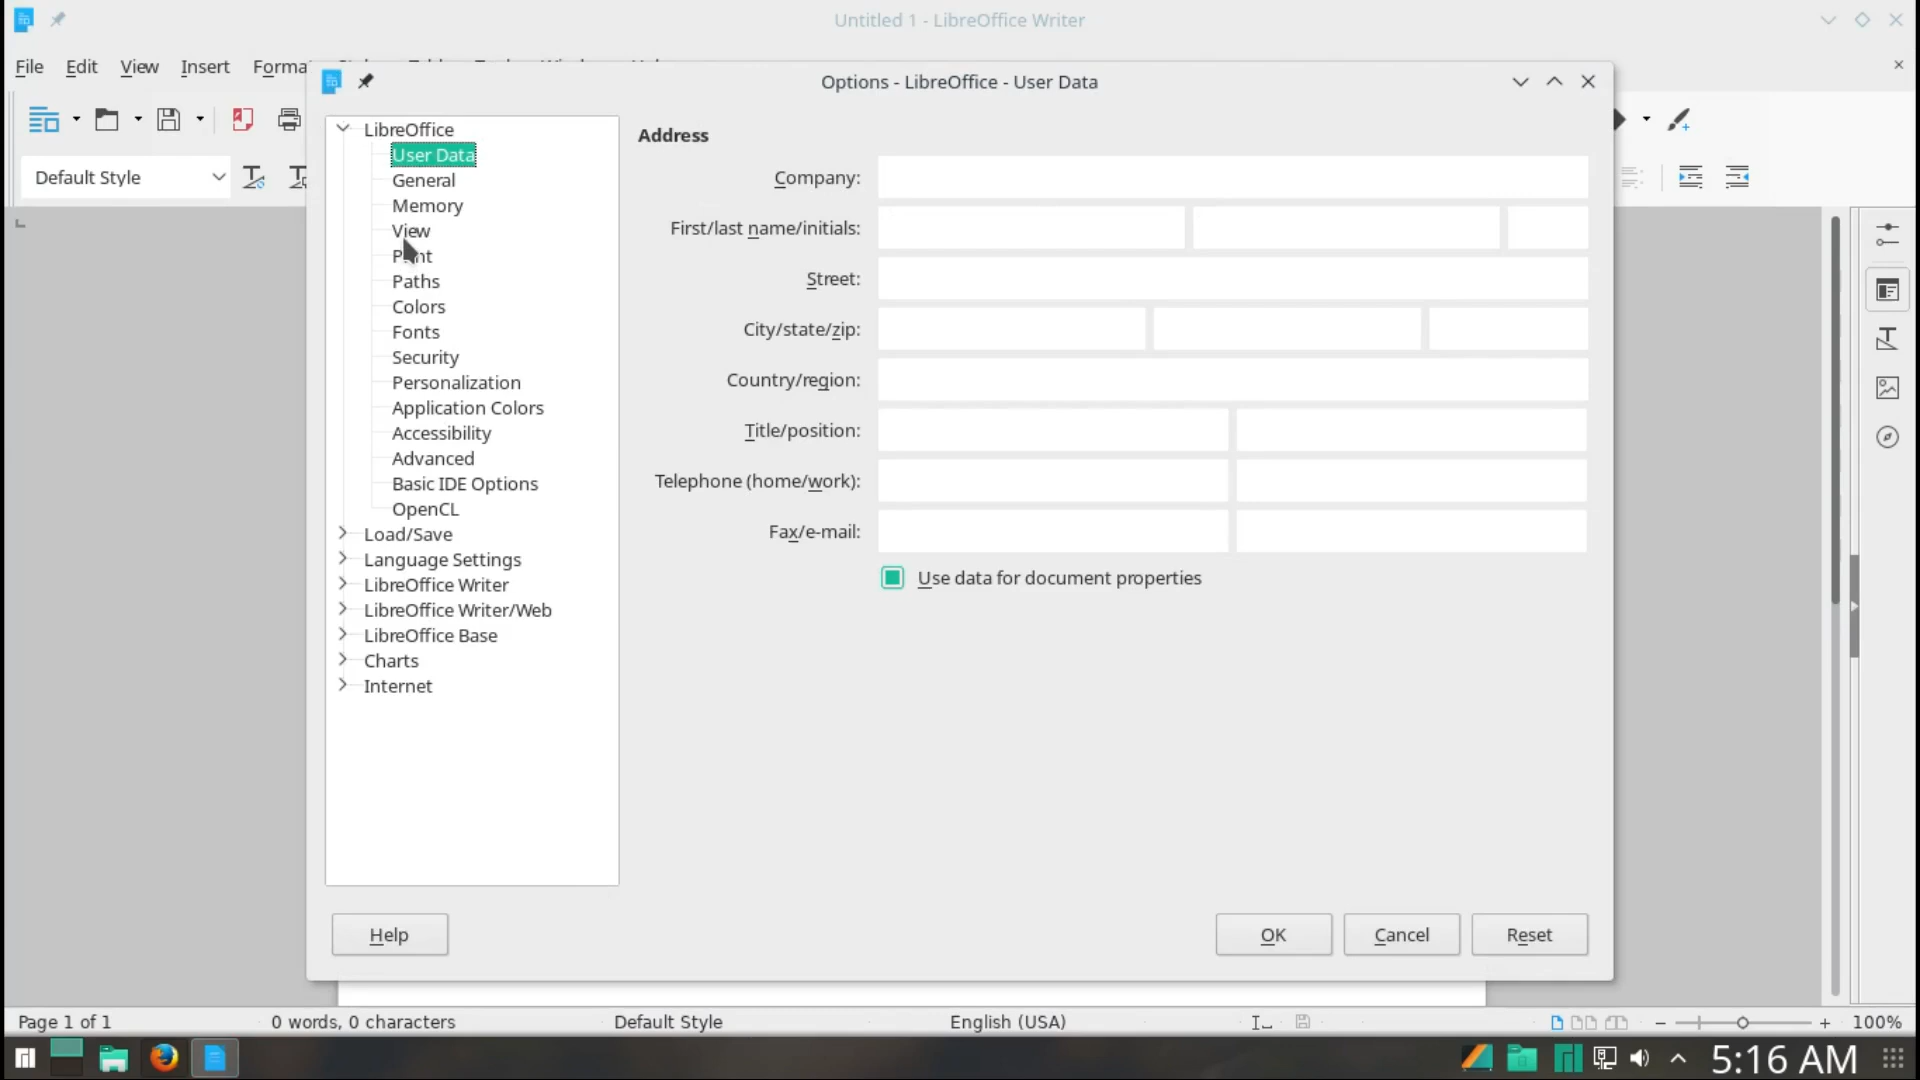 Untitled 1 - LibreOffice Writer
File Edit View Insert
Options - LibreOffice - User Data
Default Style
LibreOffice
User Data
General
Memory
View
Print
Paths
Colors
Fonts
Security
Personalization
Application Colors
Accessibility
Advanced
Basic IDE Options
OpenCL
Load/Save
Language Settings
LibreOffice Writer
LibreOffice Writer/Web
LibreOffice Base
Charts
Internet
Address
Company:
First/last name/initials:
Street:
City/state/zip:
Country/region:
Title/position:
Telephone (home/work):
Fax/e-mail:
Use data for document properties
Help OK Cancel Reset
Page 1 of 1 0 words, 0 characters Default Style English (USA) 100%
5:16 AM